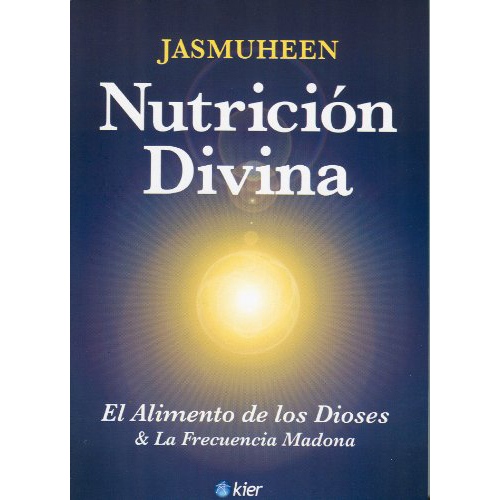 JASMUHEEN
Nutrición
Divina
El Alimento de los Dioses
& La Frecuencia Madona
kier